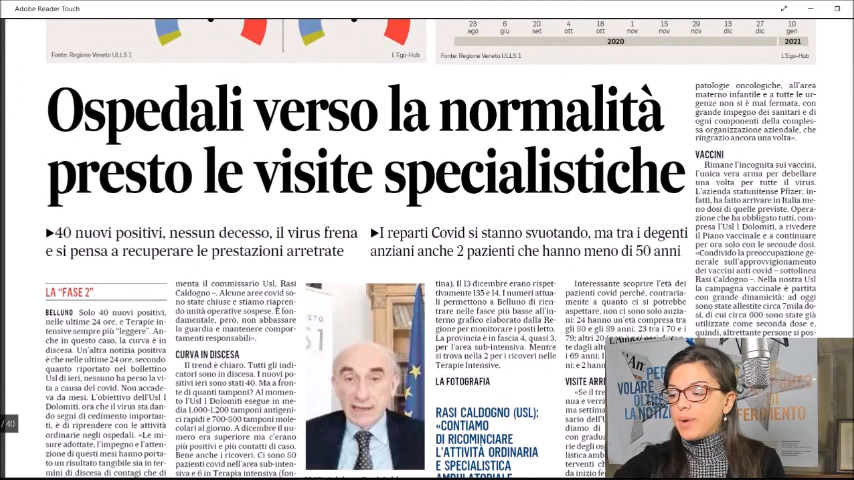 Adobe Reader Touch
Fonte: Regione Veneto ULLS 1
L'Ego-Hub
23 6 20 4 18 1 15 29 13 27 10
ago giu set ott ott nov nov nov dic dic gen
2020 2021
Fonte: Regione Veneto ULLS 1
L'Ego-Hub
Ospedali verso la normalità
presto le visite specialistiche
▶40 nuovi positivi, nessun decesso, il virus frena
e si pensa a recuperare le prestazioni arretrate
▶I reparti Covid si stanno svuotando, ma tra i degenti
anziani anche 2 pazienti che hanno meno di 50 anni
LA "FASE 2"
BELLUNO Solo 40 nuovi positivi,
nelle ultime 24 ore, e Terapie in-
tensive sempre più "leggere". An-
che in questo caso, la curva è in
discesa. Un'altra notizia positiva
è che nelle ultime 24 ore, secondo
quanto riportato nel bollettino
Usl di ieri, nessuno ha perso la vi-
ta a causa del covid. Non accade-
va da mesi. L'obiettivo dell'Usl 1
Dolomiti, ora che il virus sta dan-
do segni di cedimento importan-
ti, è di riprendere con le attività
ordinarie negli ospedali. «Le mi-
sure adottate, l'impegno e l'atten-
zione di questi mesi hanno porta-
to un risultato tangibile sia in ter-
mini di discesa di contagi che di
menta il commissario Usl, Rasi
Caldogno –. Alcune aree covid so-
no state chiuse e stiamo riapren-
do unità operative sospese. È fon-
damentale, però, non abbassare
la guardia e mantenere compor-
tamenti responsabili».
CURVA IN DISCESA
Il trend è chiaro. Tutti gli indi-
catori sono in discesa. I nuovi po-
sitivi ieri sono stati 40. Ma a fron-
te di quanti tamponi? Al momen-
to l'Usl 1 Dolomiti esegue in me-
dia 1.000-1.200 tamponi antigeni-
ci rapidi e 700-800 tamponi mole-
colari al giorno. A dicembre il nu-
mero era superiore ma c'erano
più positivi e più contatti di caso.
Bene anche i ricoveri. Ci sono 80
pazienti covid nell'area sub-inten-
siva e 6 in Terapia intensiva (fon-
tina). Il 13 dicembre erano rispet-
tivamente 135 e 14. I numeri attua-
li permettono a Belluno di rien-
trare nelle fasce più basse all'in-
terno grafico elaborato dalla Re-
gione per monitorare i posti letto.
La provincia è in fascia 4, quasi 3,
per l'area sub-intensiva. Mentre
si trova nella 2 per i ricoveri nelle
Terapie Intensive.
LA FOTOGRAFIA
RASI CALDOGNO (USL):
«CONTIAMO
DI RICOMINCIARE
L'ATTIVITÀ ORDINARIA
E SPECIALISTICA
Interessante scoprire l'età dei
pazienti covid perché, contraria-
mente a quanto ci si potrebbe
aspettare, non ci sono solo anzia-
ni: 24 hanno un'età compresa tra
gli 80 e gli 89 anni; 23 tra i 70 e i
79; altri 20
VISITE ARR
«Se il tre
patologie oncologiche, all'area
materno infantile e a tutte le ur-
genze non si è mai fermata, con
grande impegno dei sanitari e di
ogni componenti della comples-
sa organizzazione aziendale, che
ringrazio ancora una volta».
VACCINI
Rimane l'incognita sui vaccini,
l'unica vera arma per debellare
una volta per tutte il virus.
L'azienda statunitense Pfizer, in-
fatti, ha fatto arrivare in Italia me-
no dosi di quelle previste. Opera-
zione che ha obbligato tutti, com-
presa l'Usl 1 Dolomiti, a rivedere
il Piano vaccinale e a continuare
per ora solo con le seconde dosi.
«Condivido la preoccupazione ge-
nerale sull'approvvigionamento
dei vaccini anti covid – sottolinea
Rasi Caldogno –. Nella nostra Usl
la campagna vaccinale è partita
con grande dinamicità: ad oggi
sono state allestite circa 7mila do-
si, di cui circa 600 sono state già
utilizzate come seconda dose e,
quindi, altrettante persone si pos-
VOLARE
LA NOTIZ
/ 40